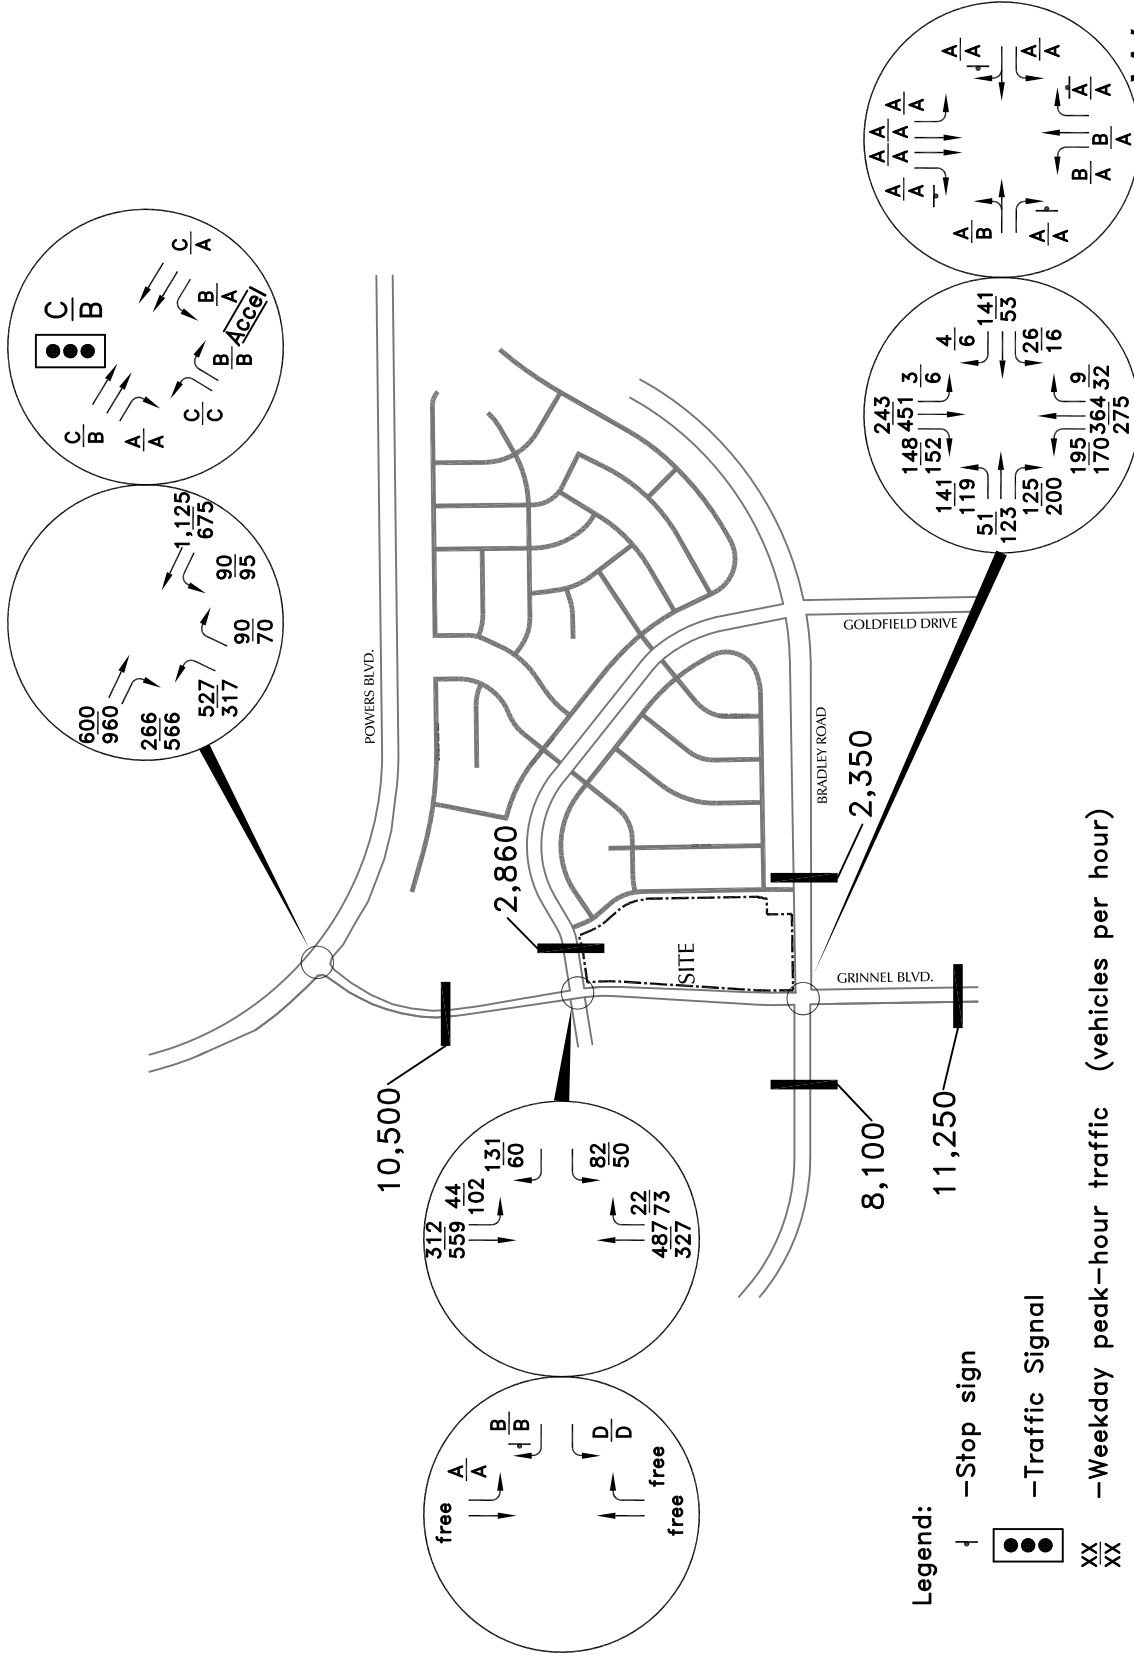 C
B
C
A
B
A
Accel
B
B
C
C
C
B
A
A
1,125
675
90
95
90
70
600
960
266
566
527
317
POWERS BLVD.
A
A
A
A
A
A
A
A
A
A
A
A
A
A
B
A
B
A
A
B
A
A
141
53
4
6
26
16
3
6
243
451
148
152
9
32
364
275
195
170
141
119
51
123
125
200
GOLDFIELD DRIVE
BRADLEY ROAD
2,350
2,860
SITE
GRINNEL BLVD.
10,500
8,100
11,250
131
60
44
102
312
559
82
50
22
73
487
327
B
B
A
A
free
D
D
free
free
Legend:
-Stop sign
-Traffic Signal
XX
XX
-Weekday peak-hour traffic (vehicles per hour)